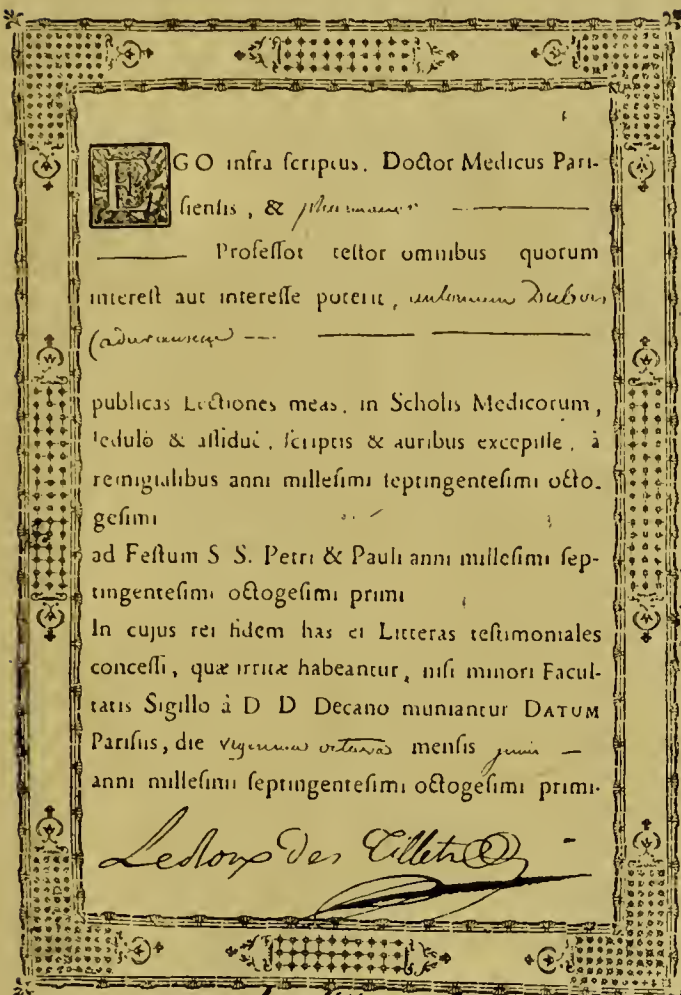 EGO infra ſcriptus, Doctor Medicus Pari-
ſienſis, &
Profeſſor teſtor omnibus quorum
intereſt aut intereſſe poterit, Dubois

publicas Lectiones meas, in Scholis Medicorum,
ſedulò & aſſiduè, ſcriptis & auribus excepiſſe, à
remigialibus anni milleſimi ſeptingenteſimi octo-
geſimi
ad Feſtum S S. Petri & Pauli anni milleſimi ſep-
tingenteſimi octogeſimi primi
In cujus rei fidem has ei Litteras teſtimoniales
conceſſi, quæ irritæ habeantur, niſi minori Facul-
tatis Sigillo à D D Decano muniantur DATUM
Pariſiis, die vigesima octava menſis junii —
anni milleſimi ſeptingenteſimi octogeſimi primi.
des Tillets